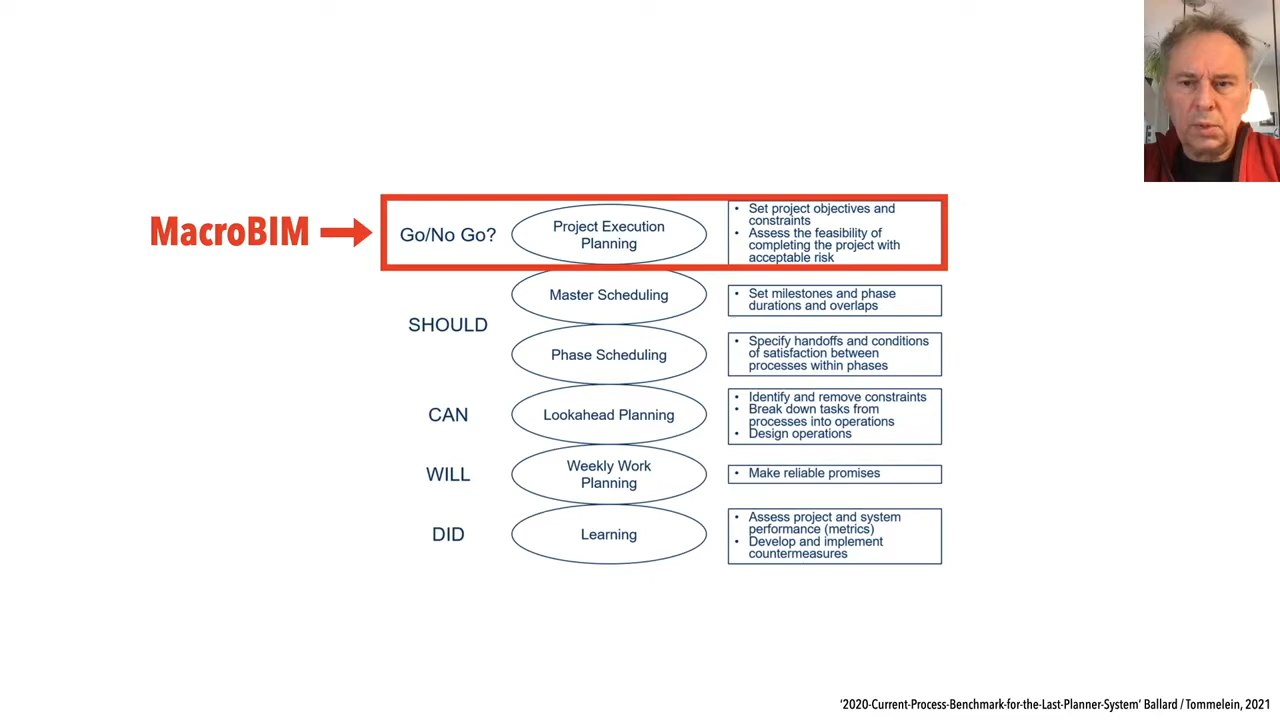 MacroBIM
Go/No Go?
Project Execution
Planning
• Set project objectives and
constraints
• Assess the feasibility of
completing the project with
acceptable risk
SHOULD
Master Scheduling
• Set milestones and phase
durations and overlaps
Phase Scheduling
• Specify handoffs and conditions
of satisfaction between
processes within phases
CAN
Lookahead Planning
• Identify and remove constraints
• Break down tasks from
processes into operations
• Design operations
WILL
Weekly Work
Planning
• Make reliable promises
DID
Learning
• Assess project and system
performance (metrics)
• Develop and implement
countermeasures
‘2020-Current-Process-Benchmark-for-the-Last-Planner-System’ Ballard / Tommelein, 2021